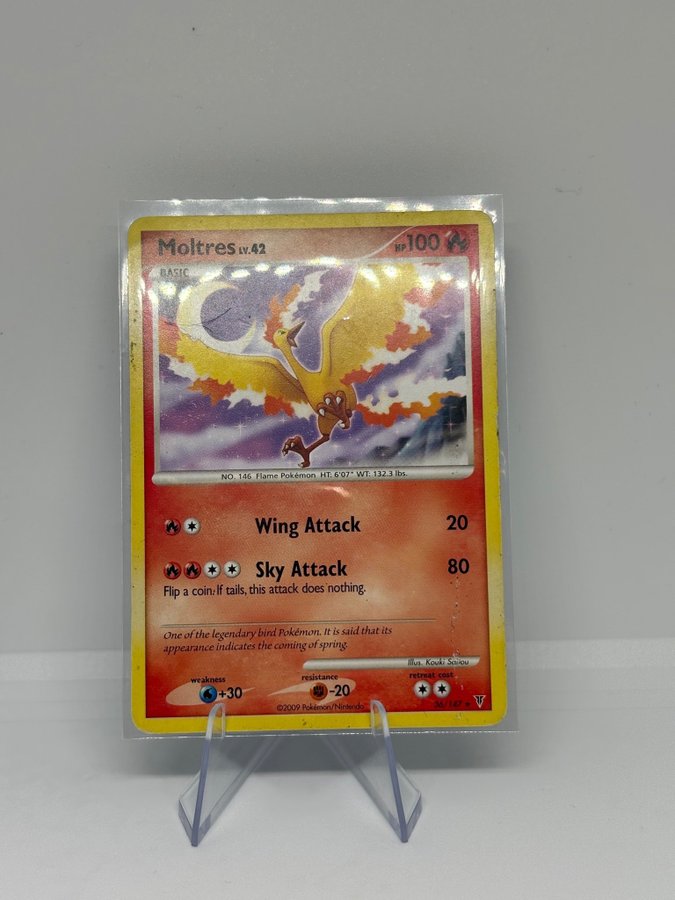 Moltres LV.42 HP100
BASIC
NO. 146 Flame Pokémon HT: 6'07" WT: 132.3 lbs.
Wing Attack 20
Sky Attack 80
Flip a coin. If tails, this attack does nothing.
One of the legendary bird Pokémon. It is said that its
appearance indicates the coming of spring.
Illus. Kouki Saitou
weakness resistance retreat cost
+30 -20
©2009 Pokémon/Nintendo